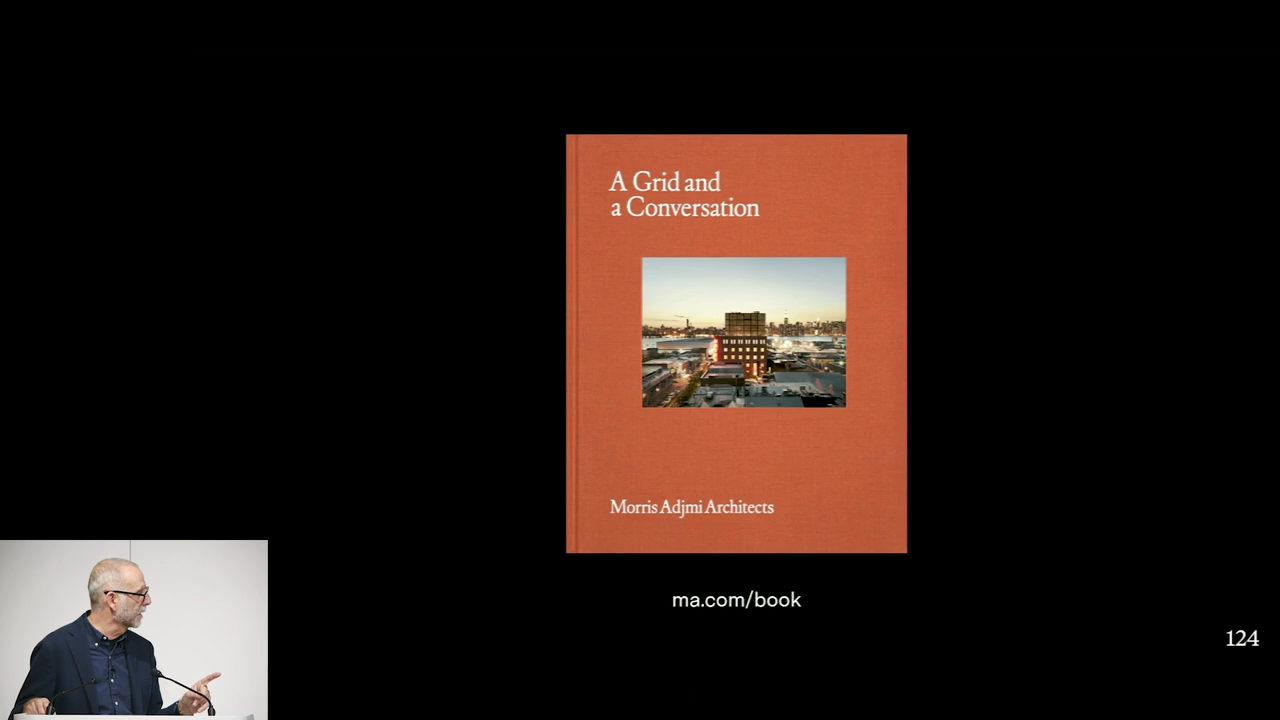 A Grid and
a Conversation
Morris Adjmi Architects
ma.com/book
124